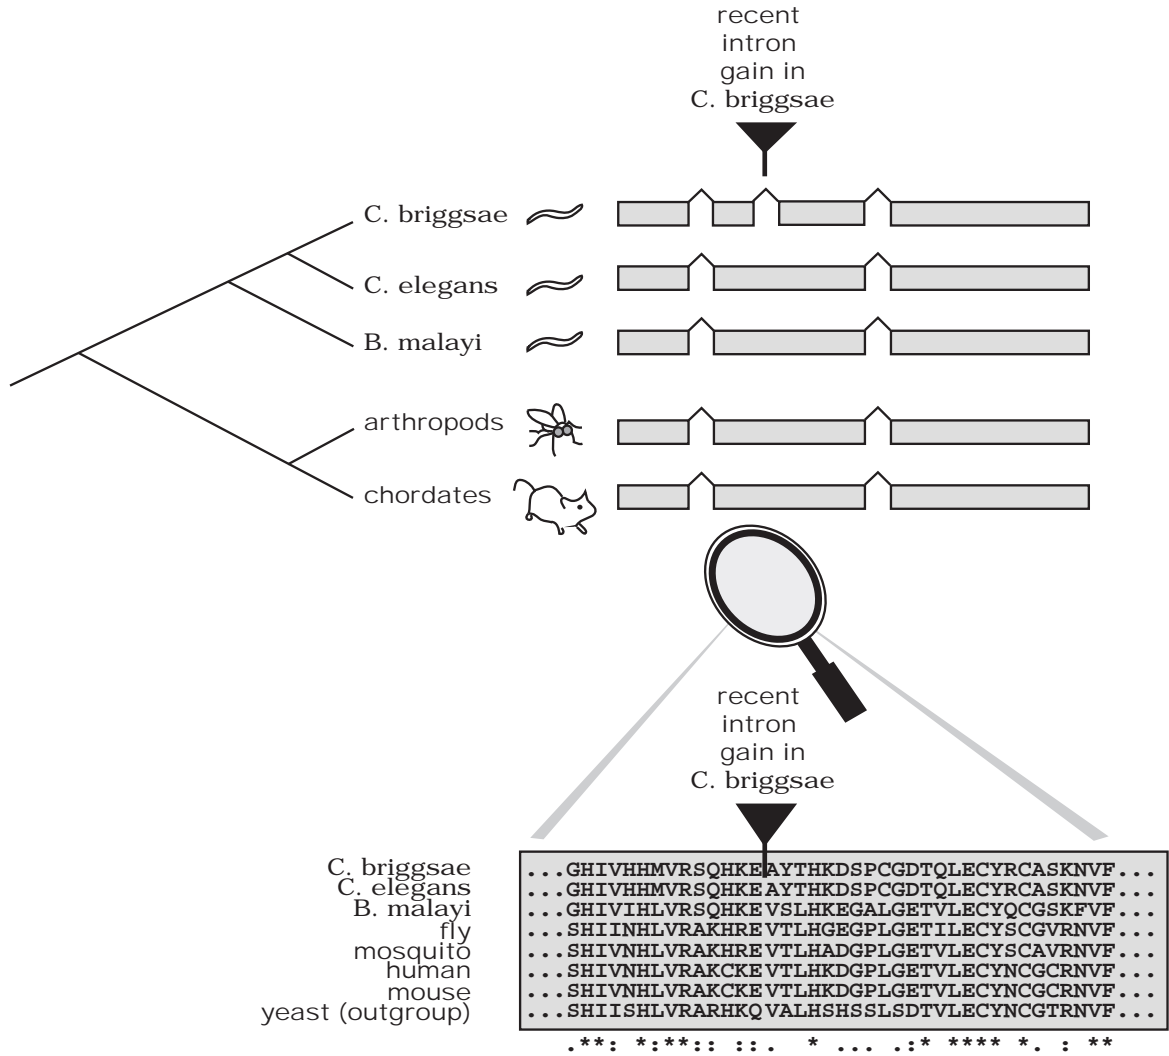 recent
intron
gain in
C. briggsae
C. briggsae
C. elegans
B. malayi
arthropods
chordates
recent
intron
gain in
C. briggsae
C. briggsae ...GHIVHHMVRSQHKEAYTHKDSPCGDTQLECYRCASKNVF...
C. elegans ...GHIVHHMVRSQHKEAYTHKDSPCGDTQLECYRCASKNVF...
B. malayi ...GHIVIHLVRSQHKEVSLHKEGALGETVLECYQCGSKFVF...
fly ...SHIINHLVRAKHREVTLHGEGPLGETILECYSCGVRNVF...
mosquito ...SHIVNHLVRAKHREVTLHADGPLGETVLECYSCAVRNVF...
human ...SHIVNHLVRAKCKEVTLHKDGPLGETVLECYNCGCRNVF...
mouse ...SHIVNHLVRAKCKEVTLHKDGPLGETVLECYNCGCRNVF...
yeast (outgroup) ...SHIISHLVRARHKQVALHSHSSLSDTVLECYNCGTRNVF...
.**: *:**:: ::. * ... .:* **** *. : **